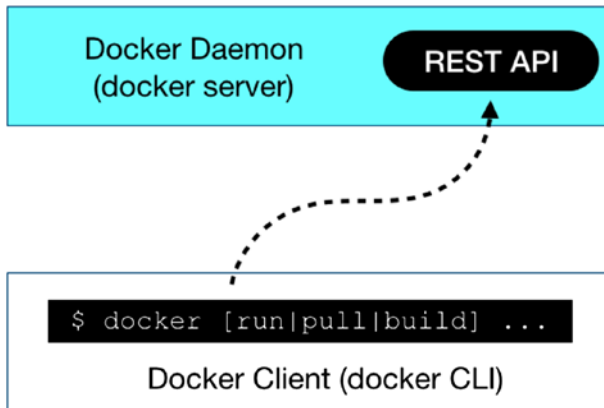 Docker Daemon
(docker server)
REST API
$ docker [run|pull|build] ...
Docker Client (docker CLI)